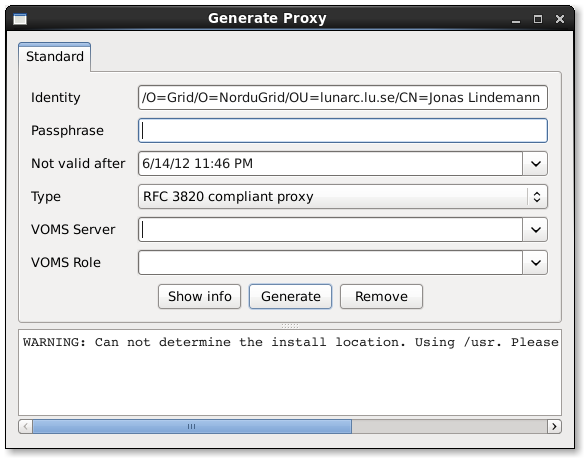 Generate Proxy
Standard
Identity /O=Grid/O=NorduGrid/OU=lunarc.lu.se/CN=Jonas Lindemann
Passphrase
Not valid after 6/14/12 11:46 PM
Type RFC 3820 compliant proxy
VOMS Server
VOMS Role
Show info Generate Remove
WARNING: Can not determine the install location. Using /usr. Please